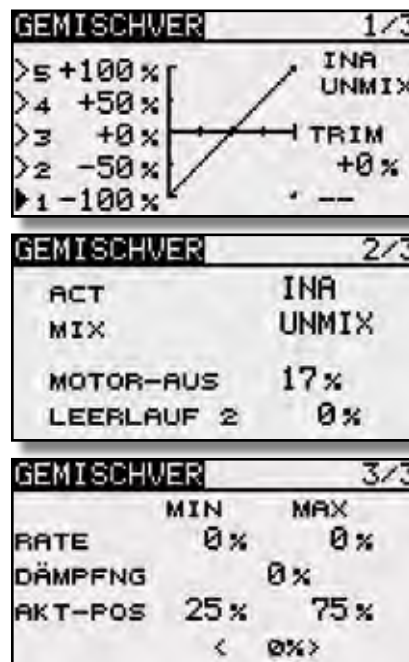 GEMISCHVER 1/3
>5 +100% INA
>4 +50% UNMIX
>3 +0% TRIM
>2 -50% +0%
▶1 -100% --
GEMISCHVER 2/3
ACT INA
MIX UNMIX
MOTOR-AUS 17%
LEERLAUF 2 0%
GEMISCHVER 3/3
MIN MAX
RATE 0% 0%
DÄMPFNG 0%
AKT-POS 25% 75%
< 0%>